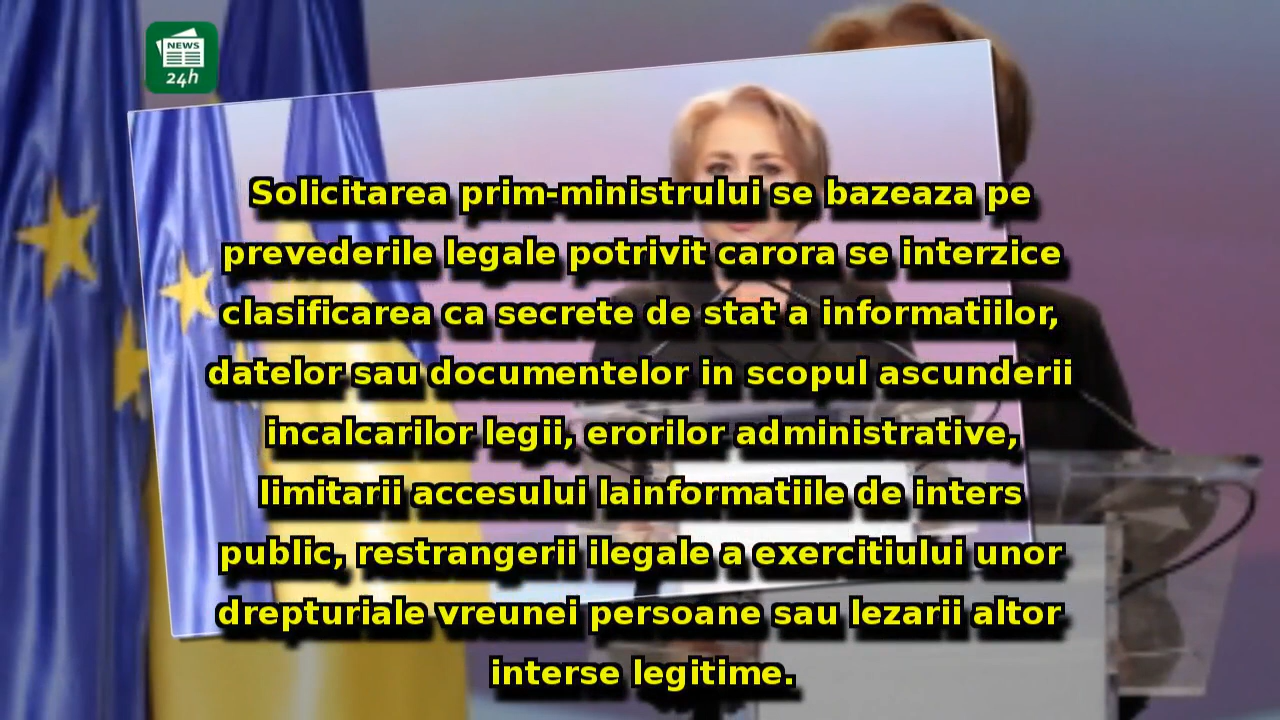 NEWS
24h
Solicitarea prim-ministrului se bazeaza pe
prevederile legale potrivit carora se interzice
clasificarea ca secrete de stat a informatiilor,
datelor sau documentelor in scopul ascunderii
incalcarilor legii, erorilor administrative,
limitarii accesului lainformatiile de inters
public, restrangerii ilegale a exercitiului unor
drepturiale vreunei persoane sau lezarii altor
interse legitime.